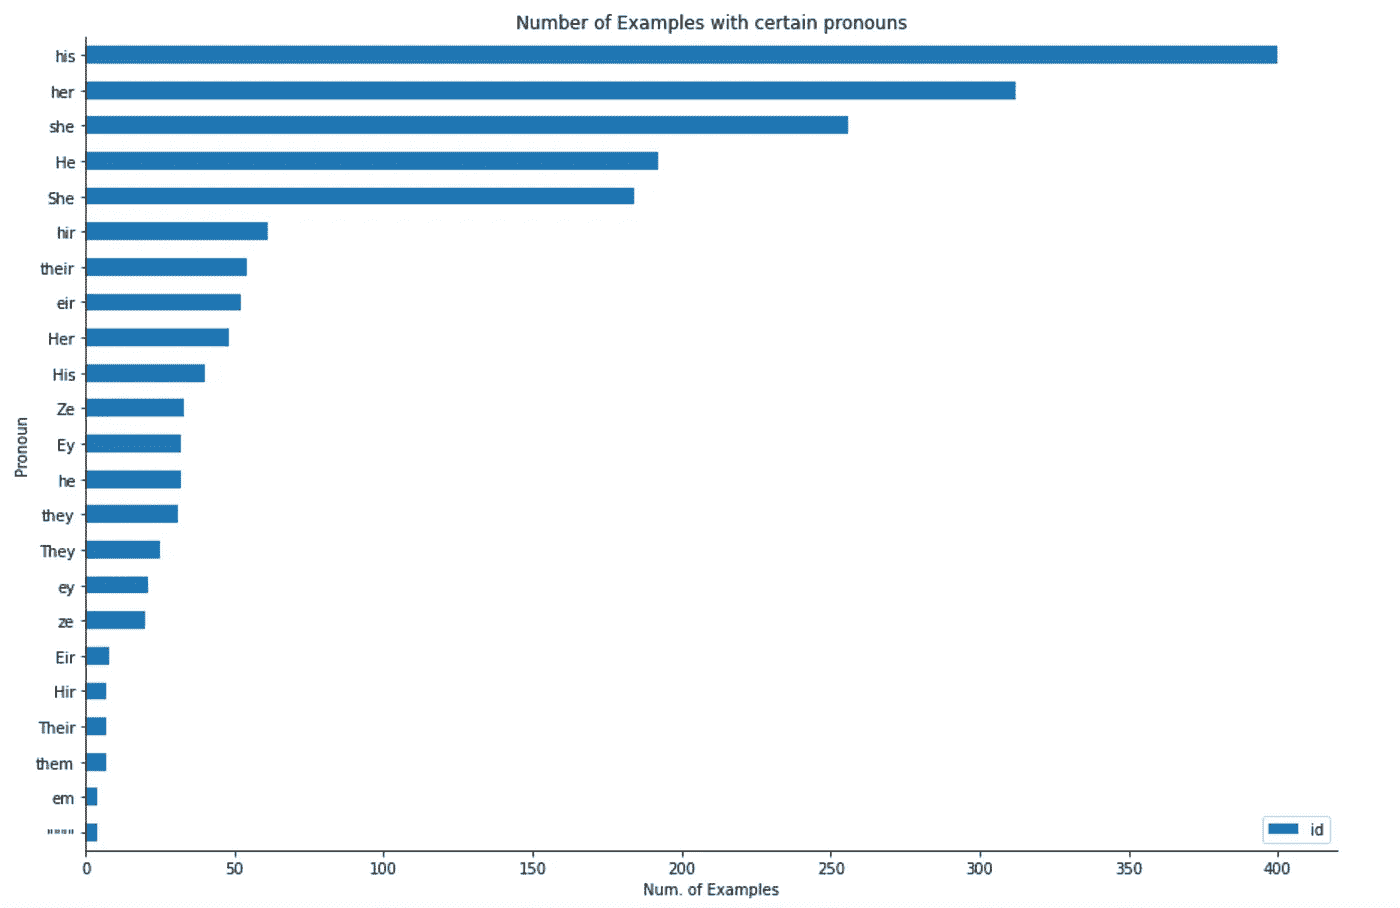 Number of Examples with certain pronouns
his
her
she
He
She
hir
their
eir
Her
His
Ze
Ey
he
they
They
ey
ze
Eir
Hir
Their
them
em
""""
Pronoun
id
0 50 100 150 200 250 300 350 400
Num. of Examples